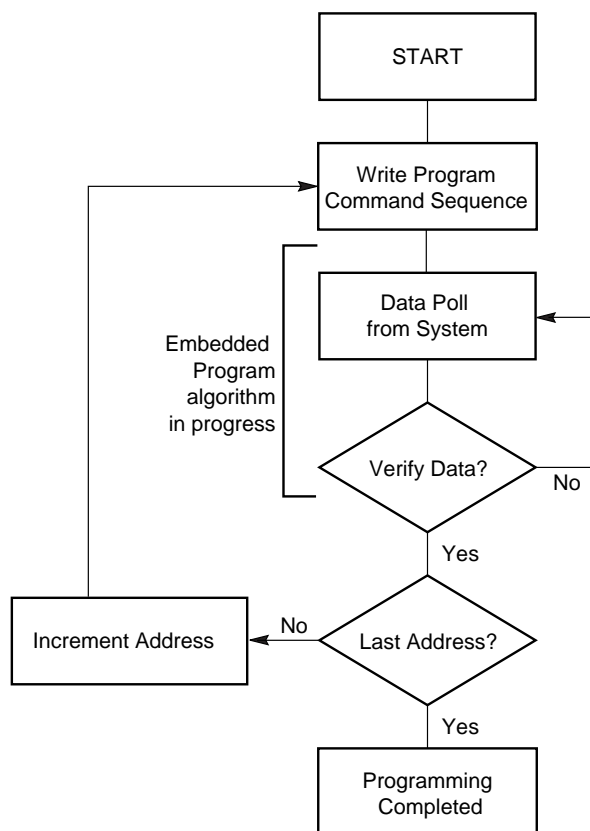 START
Write Program
Command Sequence
Data Poll
from System
Embedded
Program
algorithm
in progress
Verify Data?
No
Yes
Increment Address
No
Last Address?
Yes
Programming
Completed